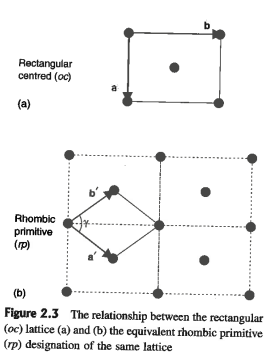 b
Rectangular
centred (oc)
a
(a)
b′
Rhombic
primitive
(rp)
γ
a′
(b)
Figure 2.3 The relationship between the rectangular
(oc) lattice (a) and (b) the equivalent rhombic primitive
(rp) designation of the same lattice